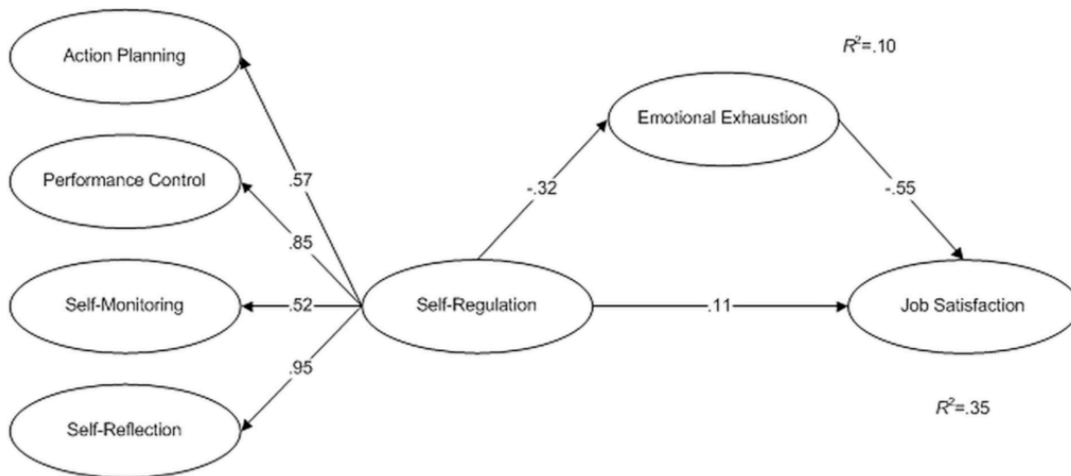 Action Planning
R²=.10
Emotional Exhaustion
Performance Control
.57
-.32
-.55
.85
Self-Monitoring
.52
Self-Regulation
.11
Job Satisfaction
.95
Self-Reflection
R²=.35